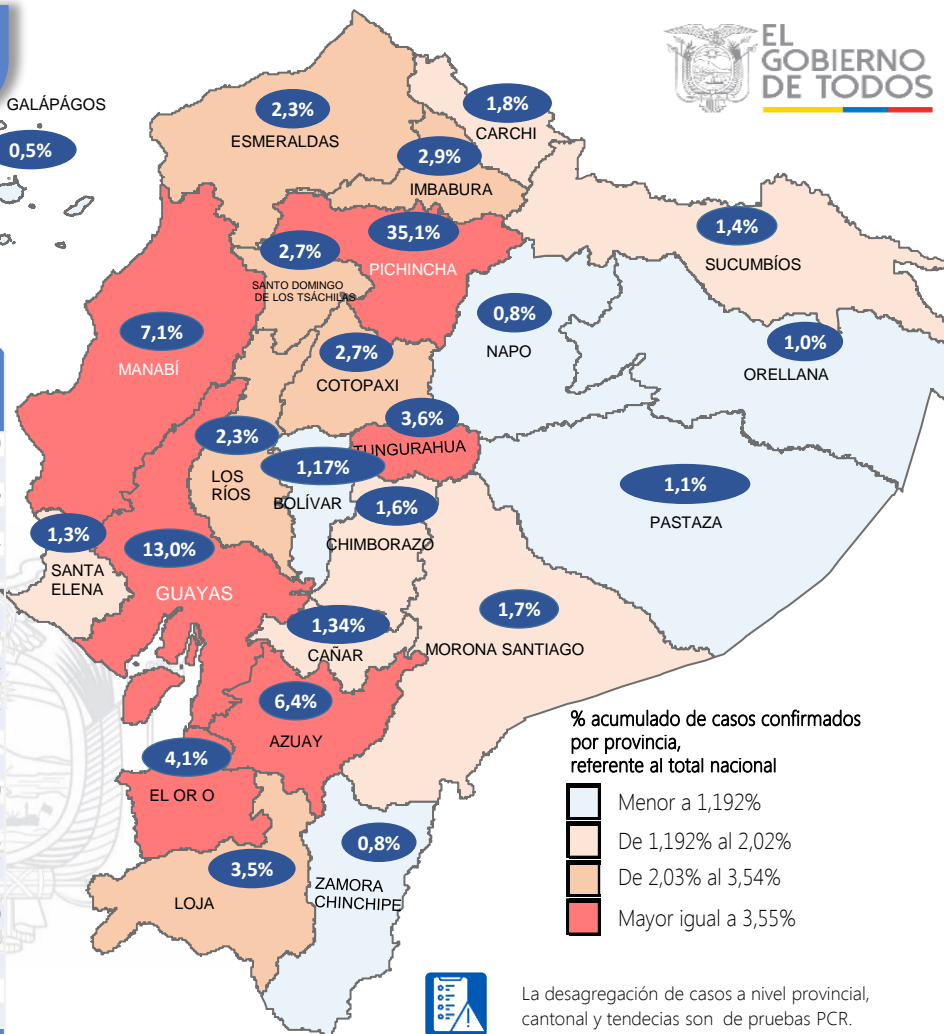 EL
GOBIERNO
DE TODOS
GALÁPÁGOS
0,5%
2,3%
ESMERALDAS
1,8%
CARCHI
2,9%
IMBABURA
35,1%
PICHINCHA
1,4%
SUCUMBÍOS
2,7%
SANTO DOMINGO
DE LOS TSÁCHILAS
7,1%
MANABÍ
0,8%
NAPO
1,0%
ORELLANA
2,7%
COTOPAXI
3,6%
TUNGURAHUA
2,3%
LOS
RÍOS
1,17%
BOLÍVAR
1,1%
PASTAZA
1,6%
CHIMBORAZO
1,3%
SANTA
ELENA
13,0%
GUAYAS
1,34%
CAÑAR
1,7%
MORONA SANTIAGO
6,4%
AZUAY
4,1%
EL OR O
3,5%
LOJA
0,8%
ZAMORA
CHINCHIPE
% acumulado de casos confirmados
por provincia,
referente al total nacional
Menor a 1,192%
De 1,192% al 2,02%
De 2,03% al 3,54%
Mayor igual a 3,55%
La desagregación de casos a nivel provincial,
cantonal y tendecias son de pruebas PCR.